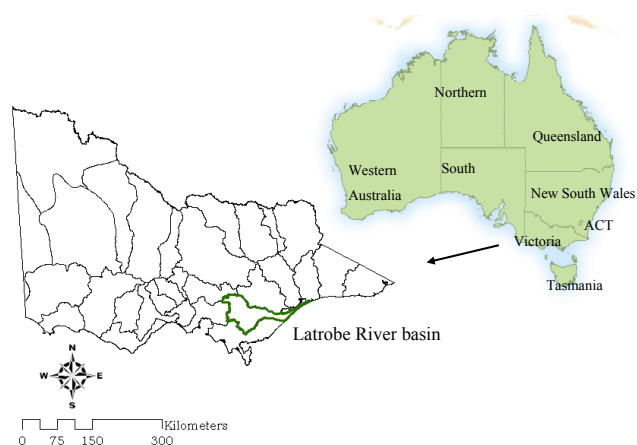 Northern
Queensland
Western
Australia
South
New South Wales
ACT
Victoria
Tasmania
Latrobe River basin
N
W E
S
Kilometers
0 75 150 300